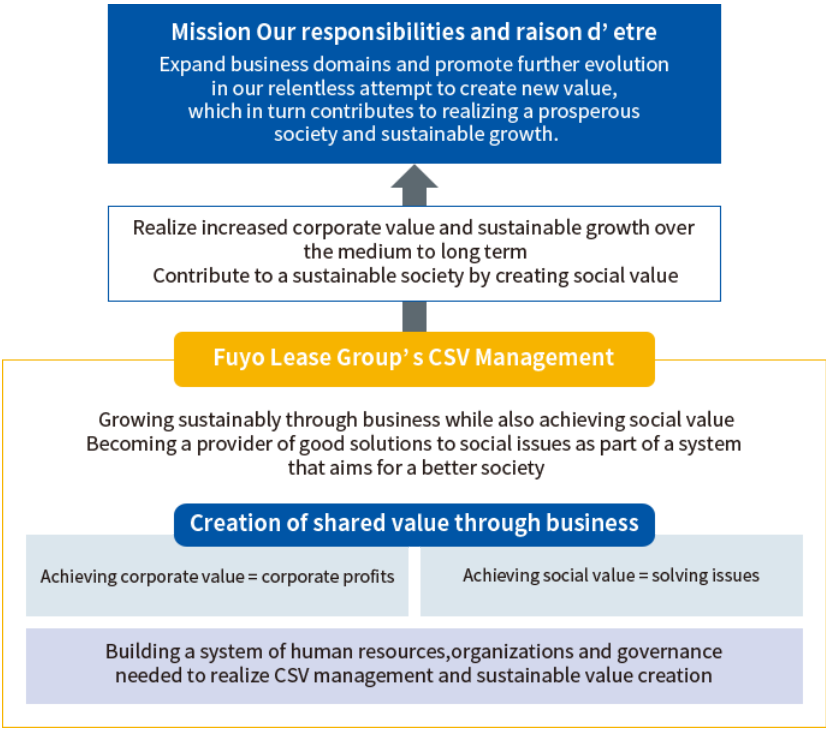 Mission Our responsibilities and raison d’ etre
Expand business domains and promote further evolution
in our relentless attempt to create new value,
which in turn contributes to realizing a prosperous
society and sustainable growth.
Realize increased corporate value and sustainable growth over
the medium to long term
Contribute to a sustainable society by creating social value
Fuyo Lease Group’ s CSV Management
Growing sustainably through business while also achieving social value
Becoming a provider of good solutions to social issues as part of a system
that aims for a better society
Creation of shared value through business
Achieving corporate value = corporate profits
Achieving social value = solving issues
Building a system of human resources,organizations and governance
needed to realize CSV management and sustainable value creation